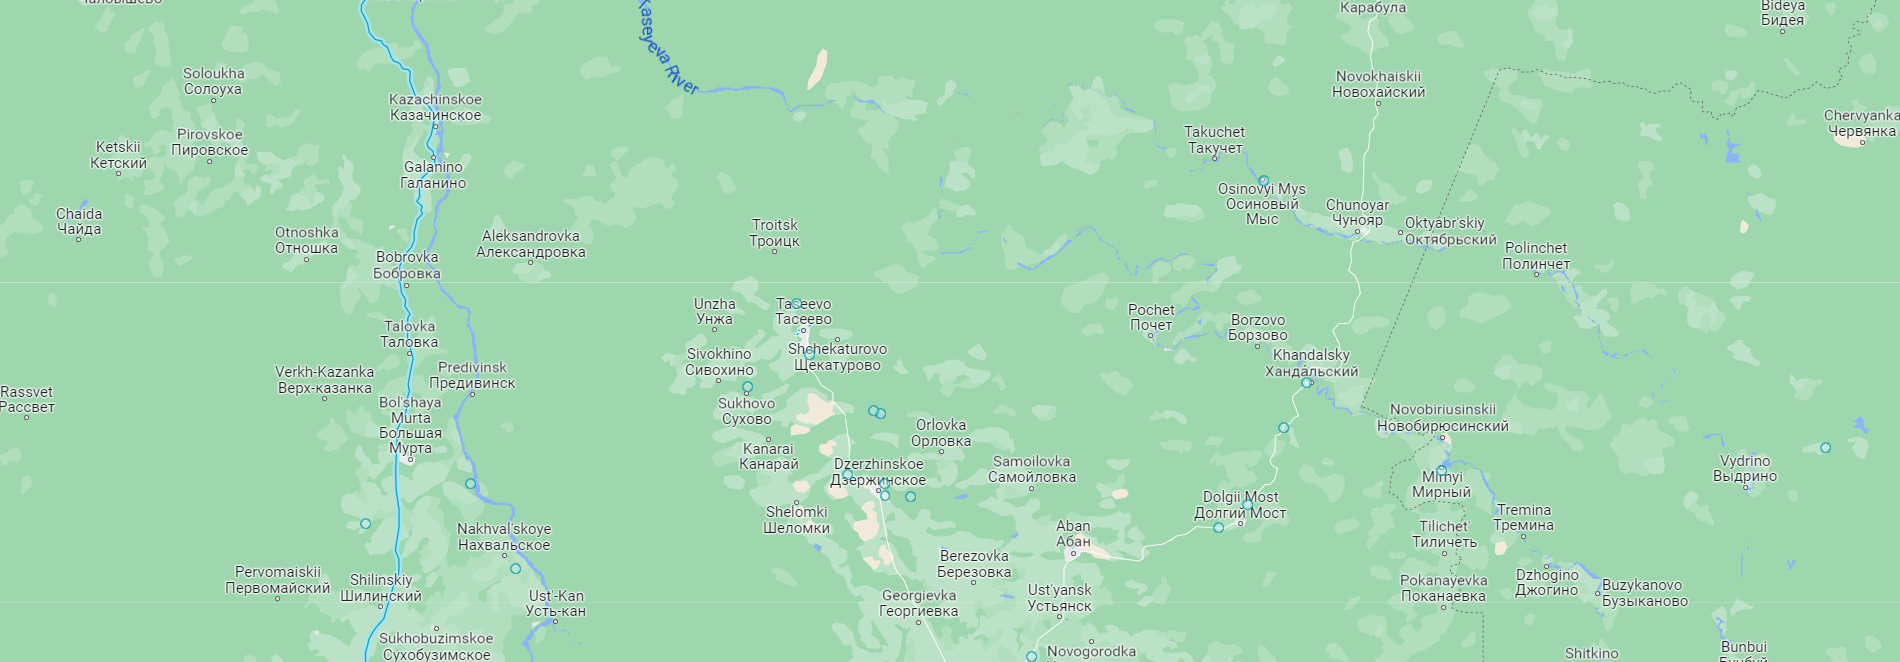 Чалбышево
Карабула
Bideya
Бидея
Kaseyeva River
Soloukha
Солоуха
Novokhaiskii
Новохайский
Kazachinskoe
Казачинское
Chervyanka
Червянка
Pirovskoe
Пировское
Takuchet
Такучет
Ketskii
Кетский
Galanino
Галанино
Osinovyi Mys
Осиновый
Мыс
Chunoyar
Чунояр
Chaida
Чайда
Oktyabr'skiy
Октябрьский
Otnoshka
Отношка
Aleksandrovka
Александровка
Troitsk
Троицк
Polinchet
Полинчет
Bobrovka
Бобровка
Unzha
Унжа
Taseevo
Тасеево
Pochet
Почет
Borzovo
Борзово
Talovka
Таловка
Shchekaturovo
Щекатурово
Sivokhino
Сивохино
Khandalsky
Хандальский
Verkh-Kazanka
Верх-казанка
Predivinsk
Предивинск
Rassvet
Рассвет
Bol'shaya
Murta
Большая
Мурта
Sukhovo
Сухово
Novobiriusinskii
Новобирюсинский
Orlovka
Орловка
Kanarai
Канарай
Dzerzhinskoe
Дзержинское
Samoilovka
Самойловка
Vydrino
Выдрино
Mirnyi
Мирный
Dolgii Most
Долгий Мост
Shelomki
Шеломки
Tremina
Тремина
Nakhval'skoye
Нахвальское
Aban
Абан
Tilichet'
Тиличеть
Berezovka
Березовка
Pervomaiskii
Первомайский
Shilinskiy
Шилинский
Pokanayevka
Поканаевка
Dzhogino
Джогино
Buzykanovo
Бузыканово
Ust'-Kan
Усть-кан
Georgievka
Георгиевка
Ust'yansk
Устьянск
Sukhobuzimskoe
Сухобузимское
Novogorodka
Shitkino
Bunbui